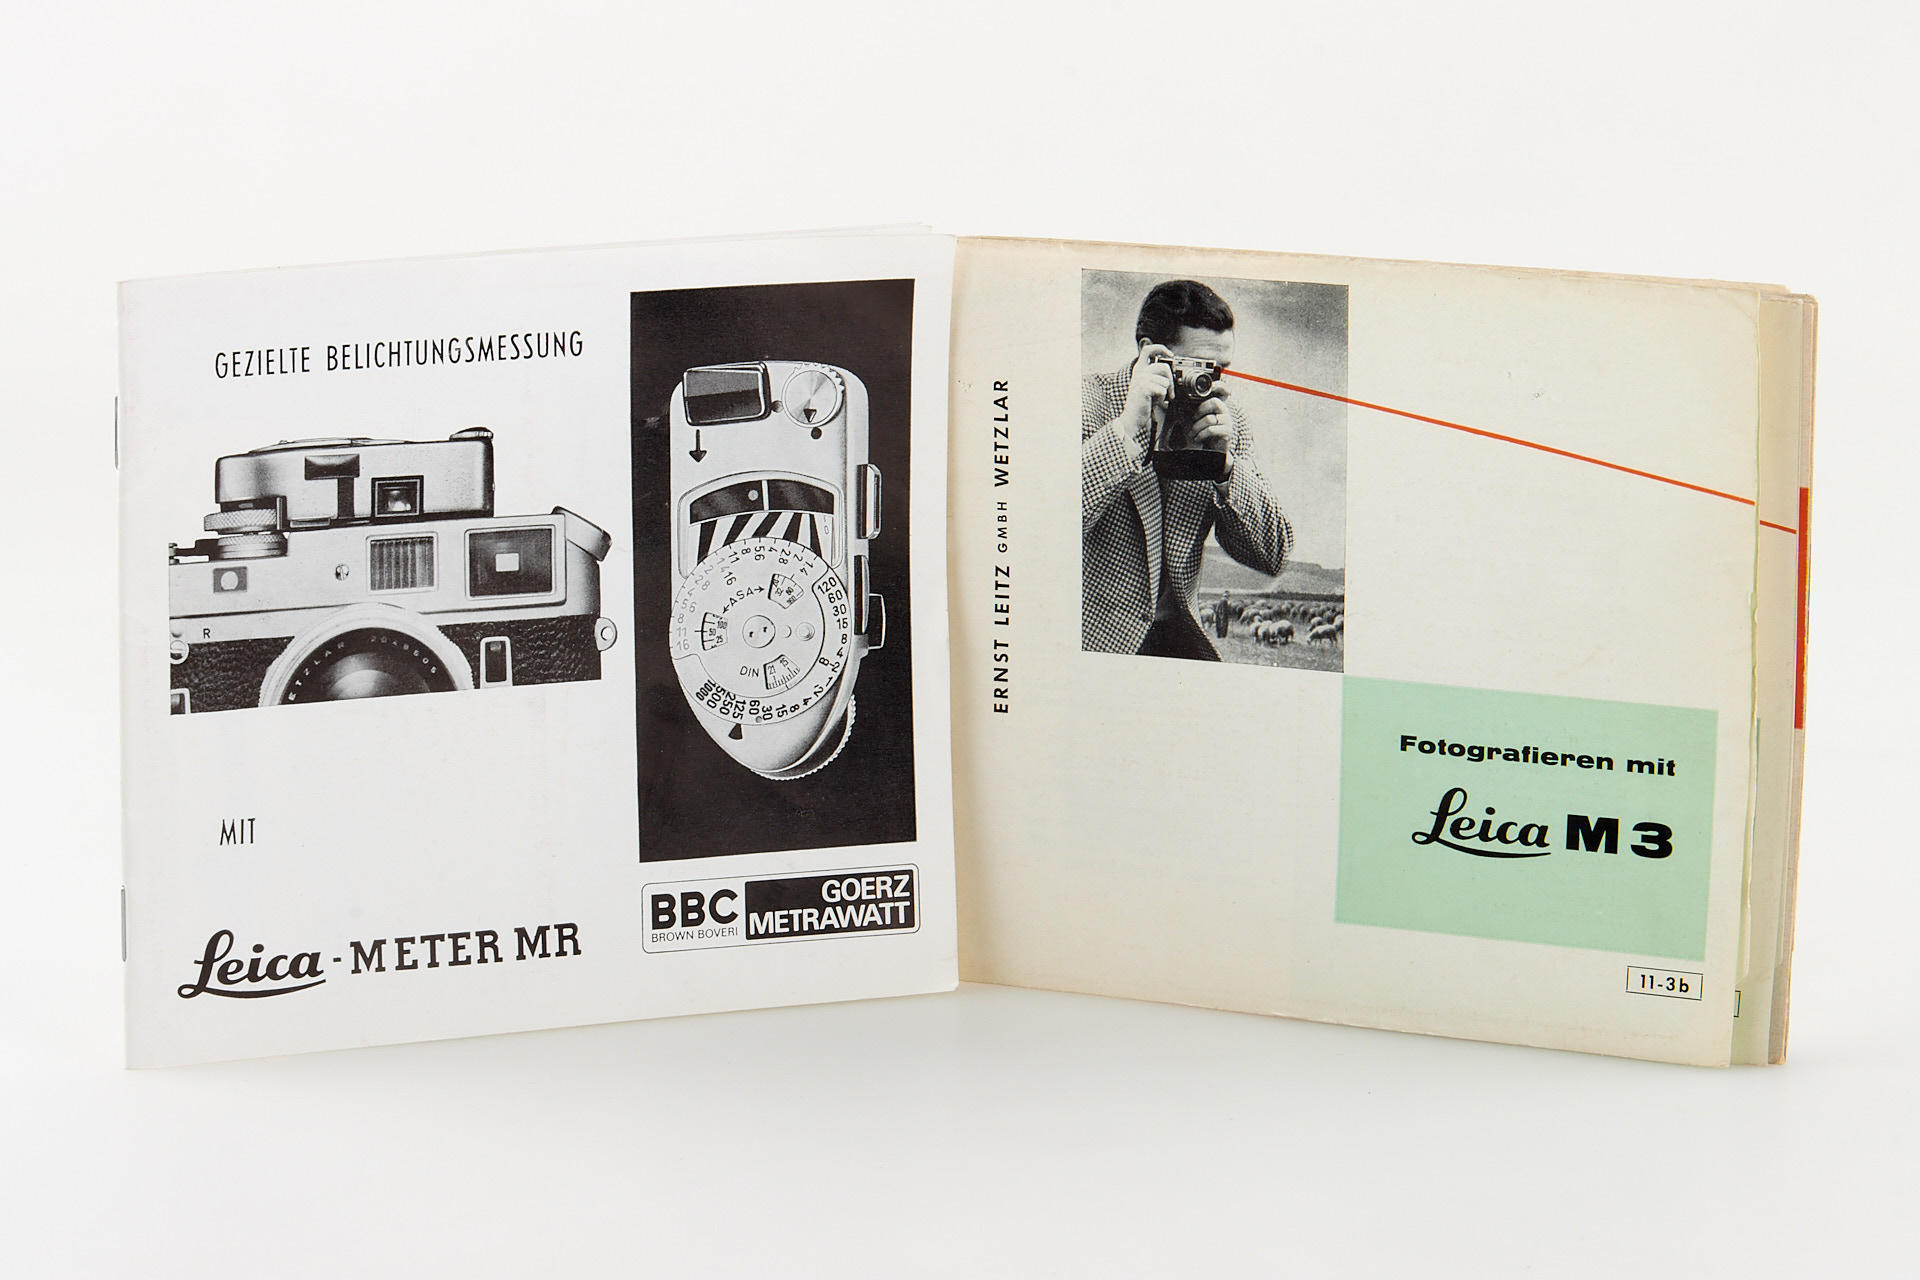 GEZIELTE BELICHTUNGSMESSUNG
MIT
Leica-METER MR
BBC
BROWN BOVERI
GOERZ
METRAWATT
R
ASA
DIN
ERNST LEITZ GMBH WETZLAR
Fotografieren mit
Leica M3
11-3b